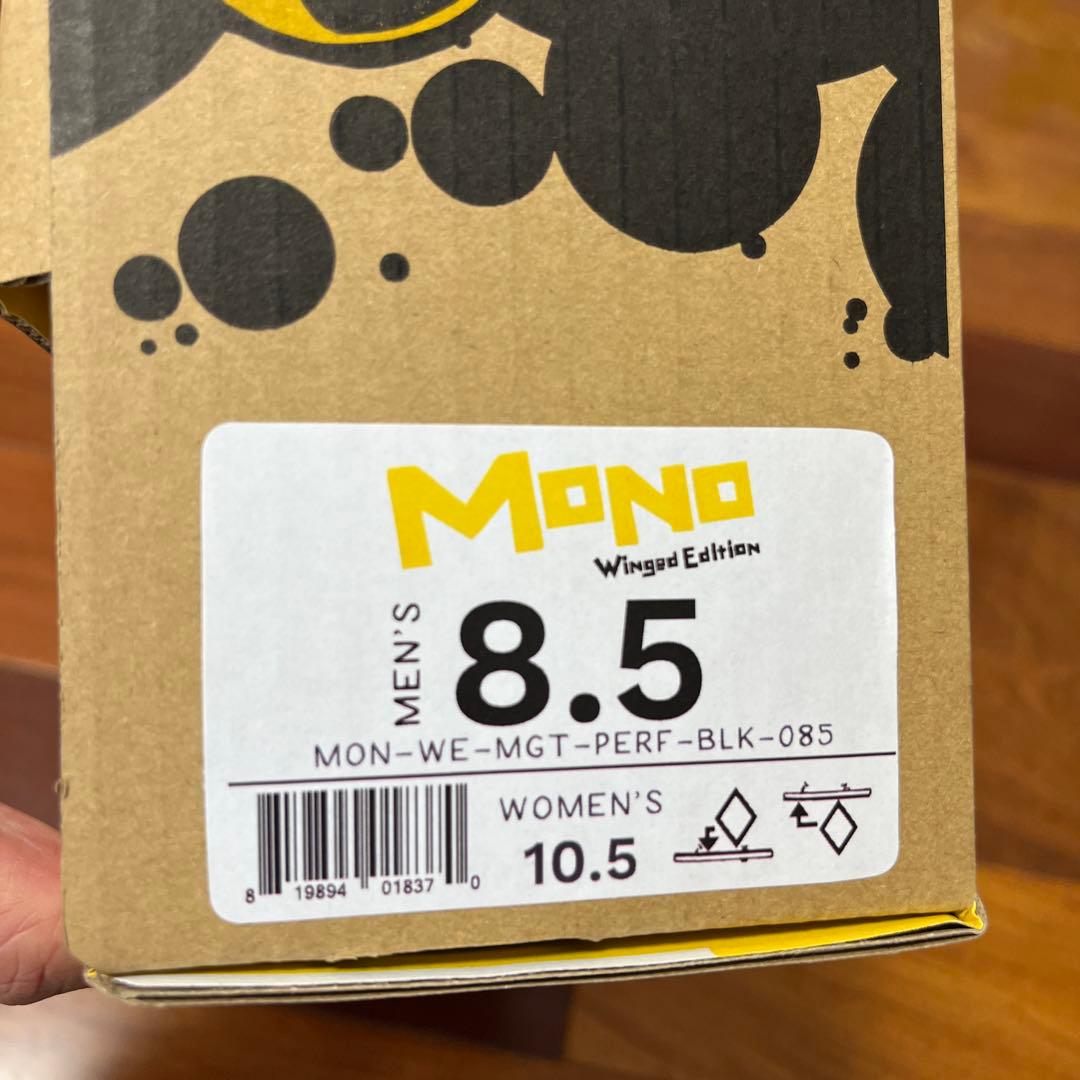 MONO
Winged Edition
MEN'S
8.5
MON-WE-MGT-PERF-BLK-085
WOMEN'S
10.5
8 19894 01837 0